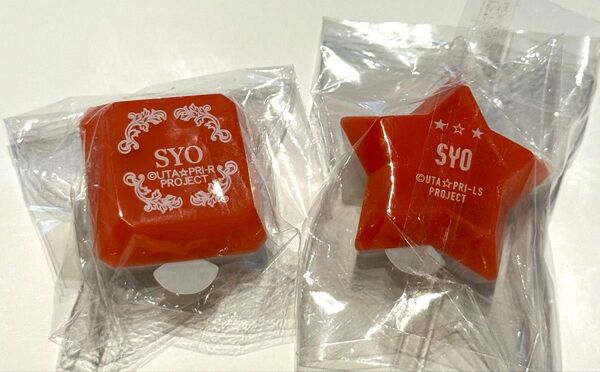 SYO
©UTA☆PRI-R
PROJECT
★☆★
SYO
©UTA☆PRI-LS
PROJECT